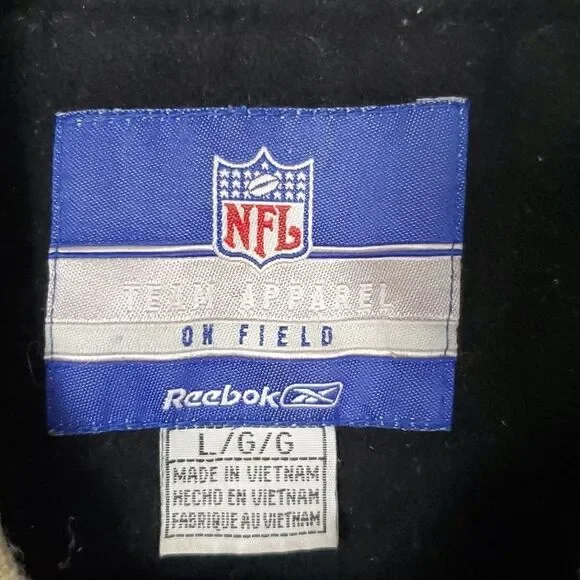 NFL
TEAM APPAREL
ON FIELD
Reebok
L/G/G
MADE IN VIETNAM
HECHO EN VIETNAM
FABRIQUE AU VIETNAM